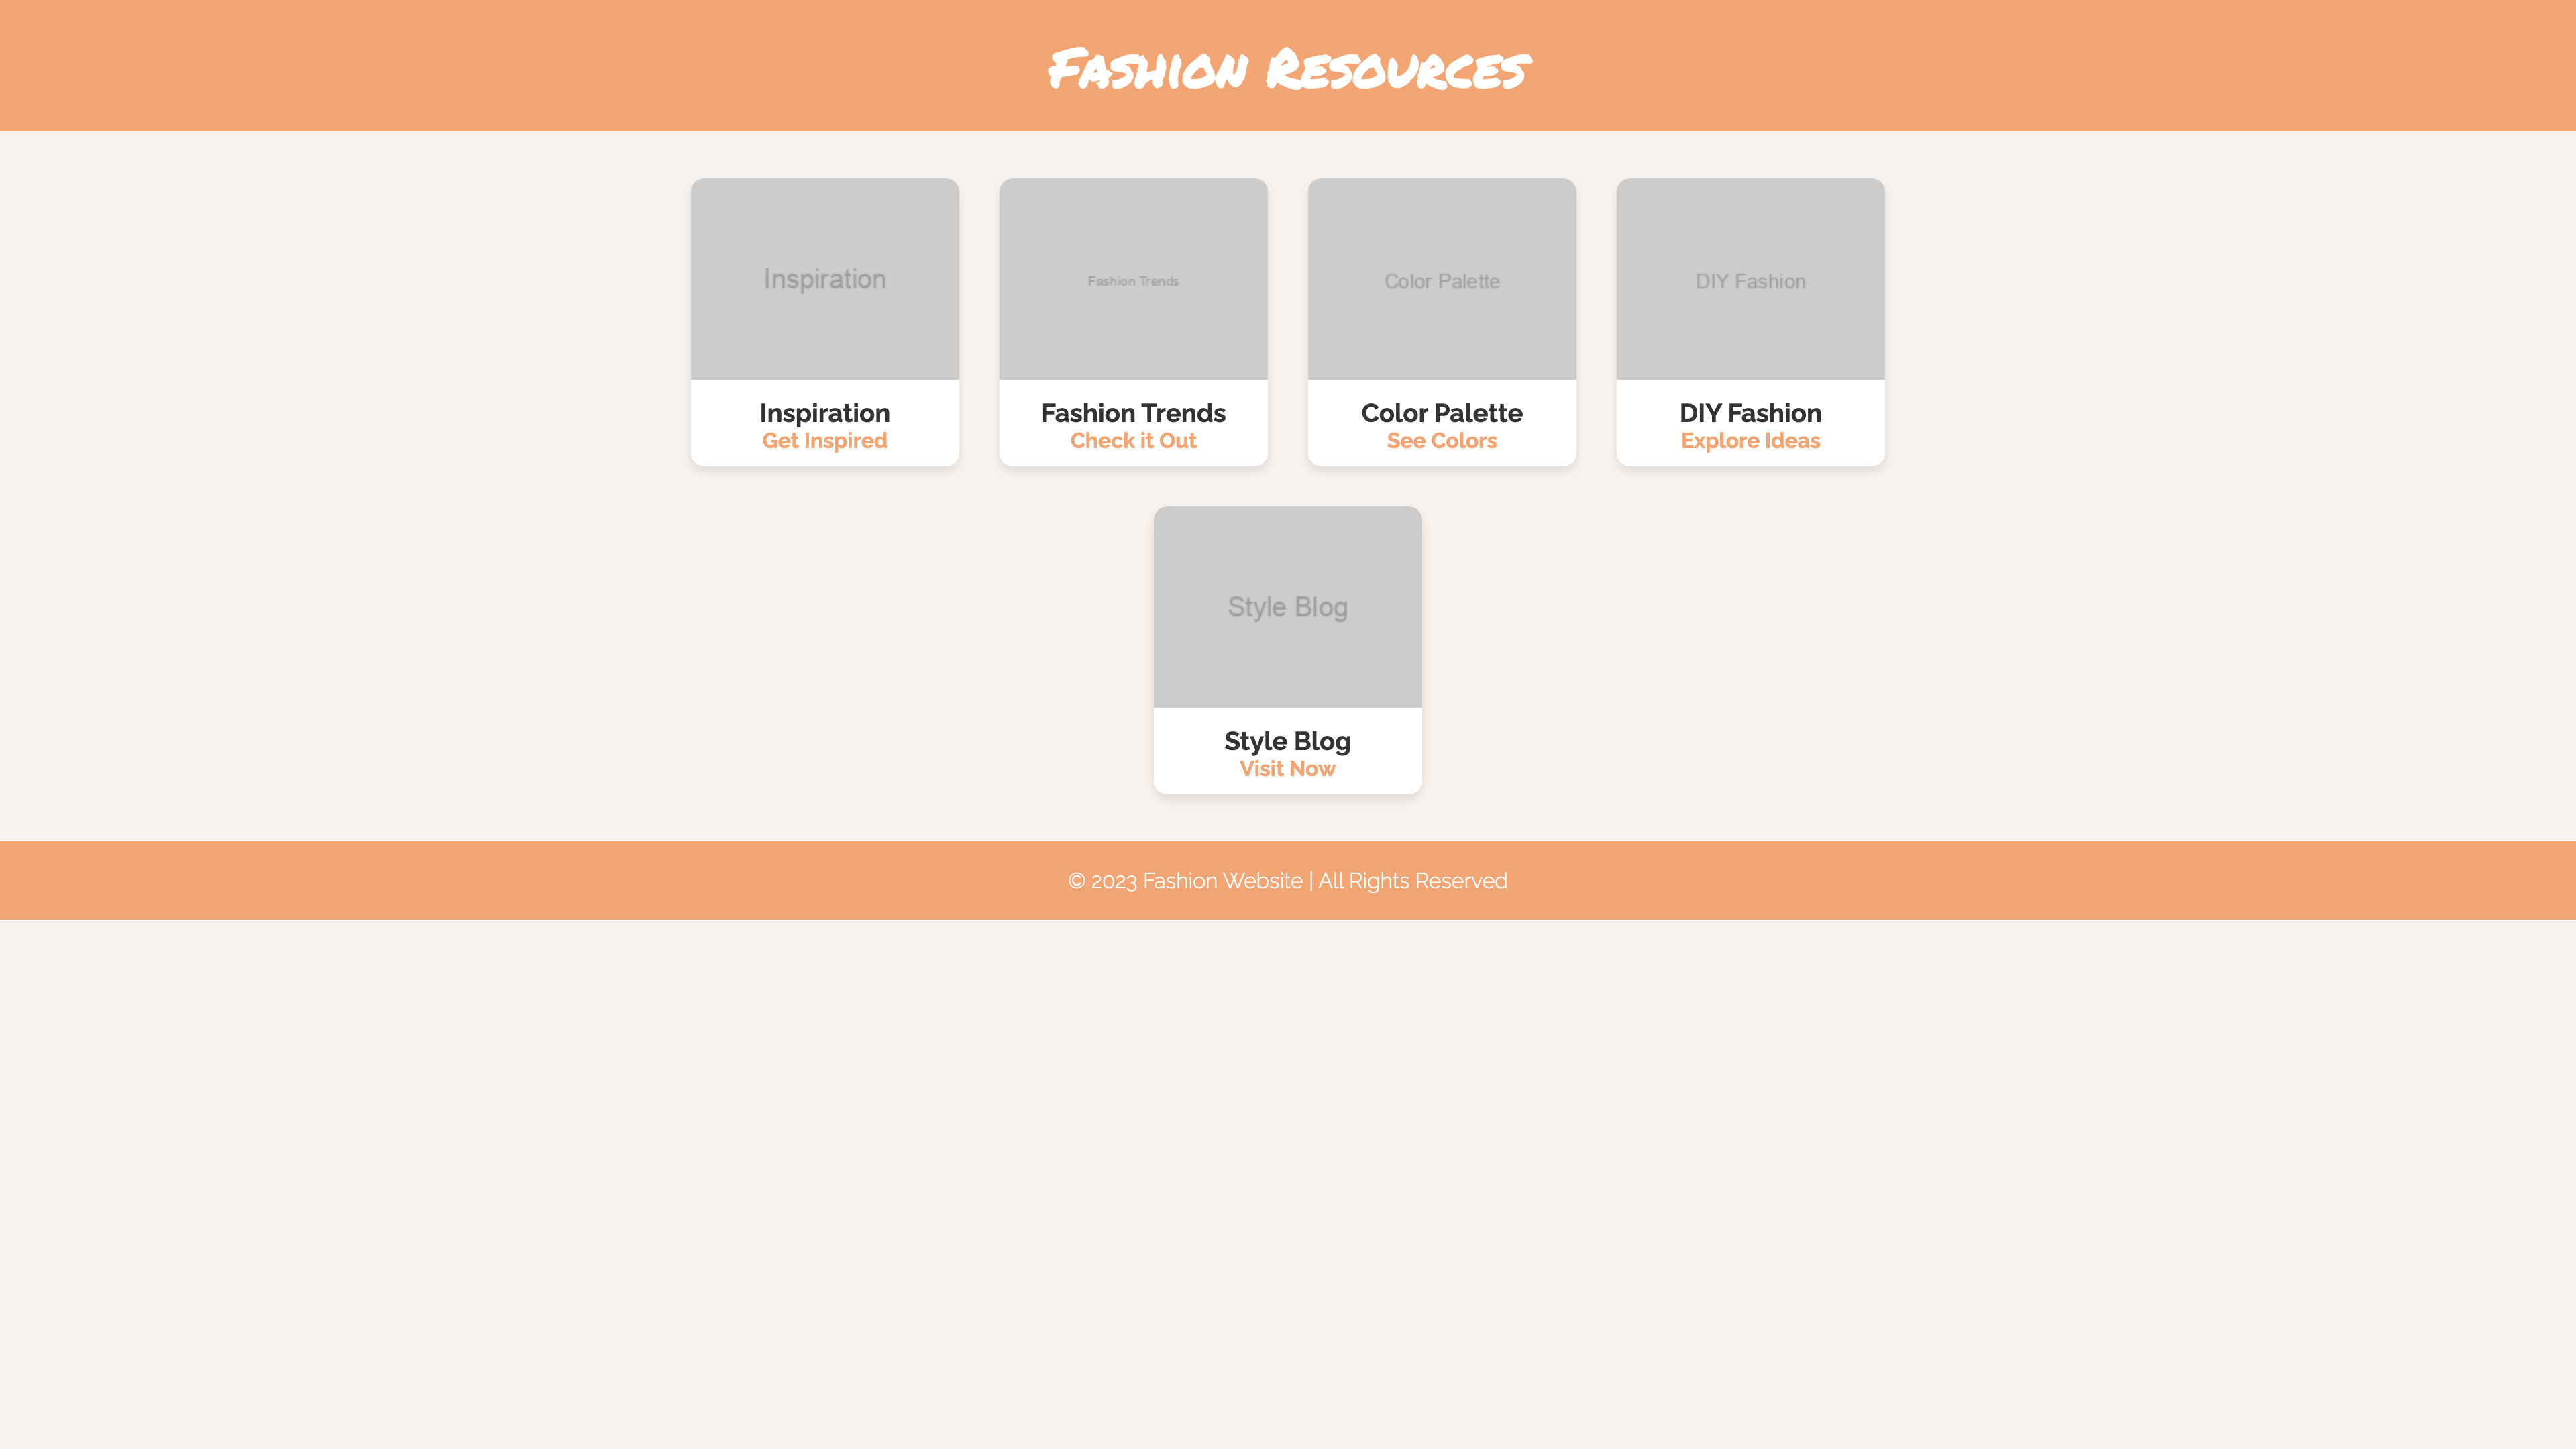 Fashion Resources
Inspiration
Fashion Trends
Color Palette
DIY Fashion
Inspiration
Get Inspired
Fashion Trends
Check it Out
Color Palette
See Colors
DIY Fashion
Explore Ideas
Style Blog
Style Blog
Visit Now
© 2023 Fashion Website | All Rights Reserved